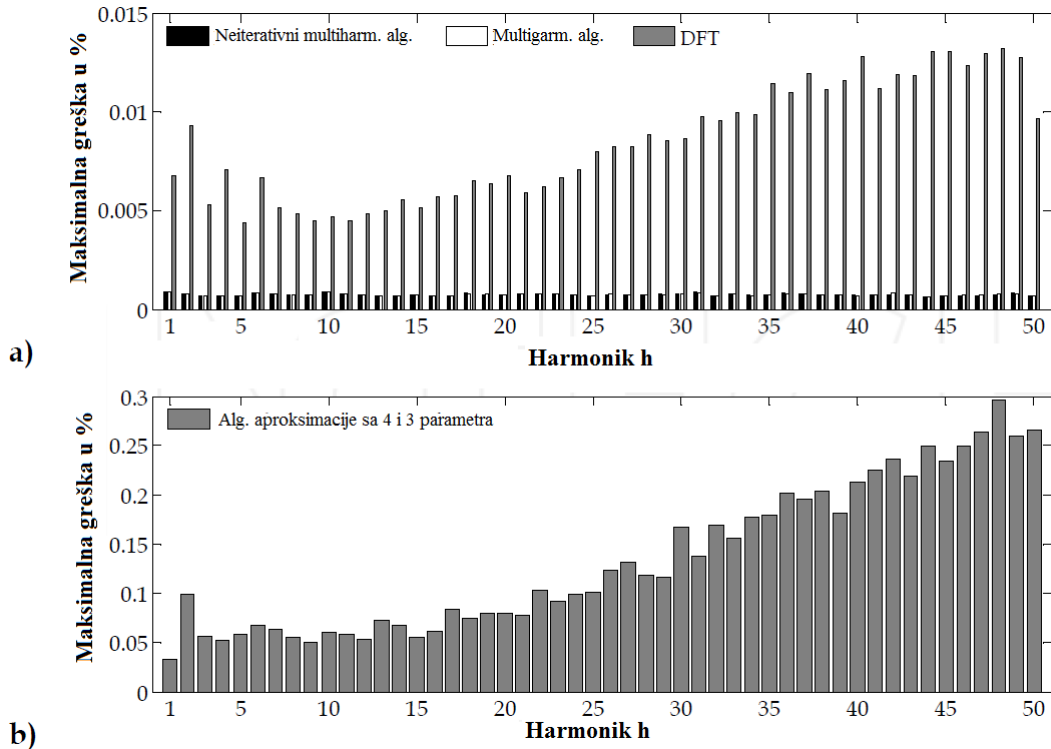 0.015
Neiterativni multiharm. alg.
Multigarm. alg.
DFT
0.01
0.005
0
Maksimalna greška u %
1 5 10 15 20 25 30 35 40 45 50
Harmonik h
a)
0.3
Alg. aproksimacije sa 4 i 3 parametra
0.25
0.2
0.15
0.1
0.05
0
Maksimalna greška u %
1 5 10 15 20 25 30 35 40 45 50
Harmonik h
b)